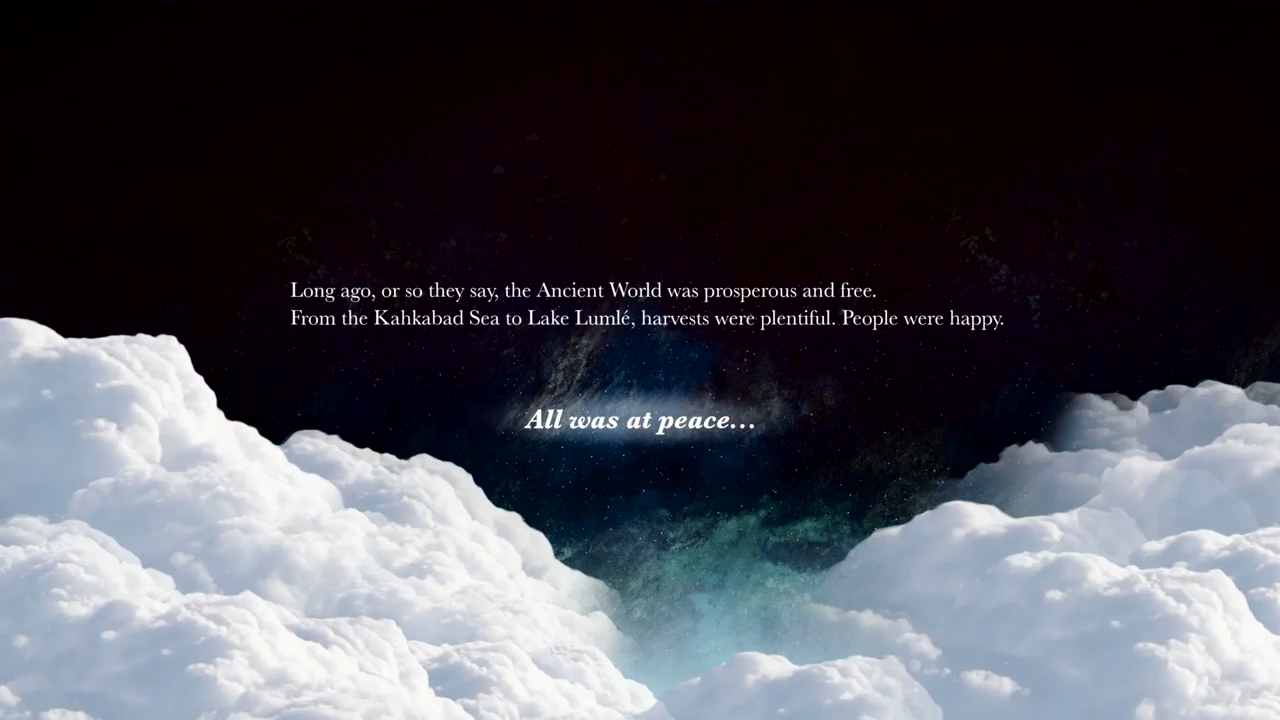 Long ago, or so they say, the Ancient World was prosperous and free.
From the Kahkabad Sea to Lake Lumlé, harvests were plentiful. People were happy.
All was at peace...